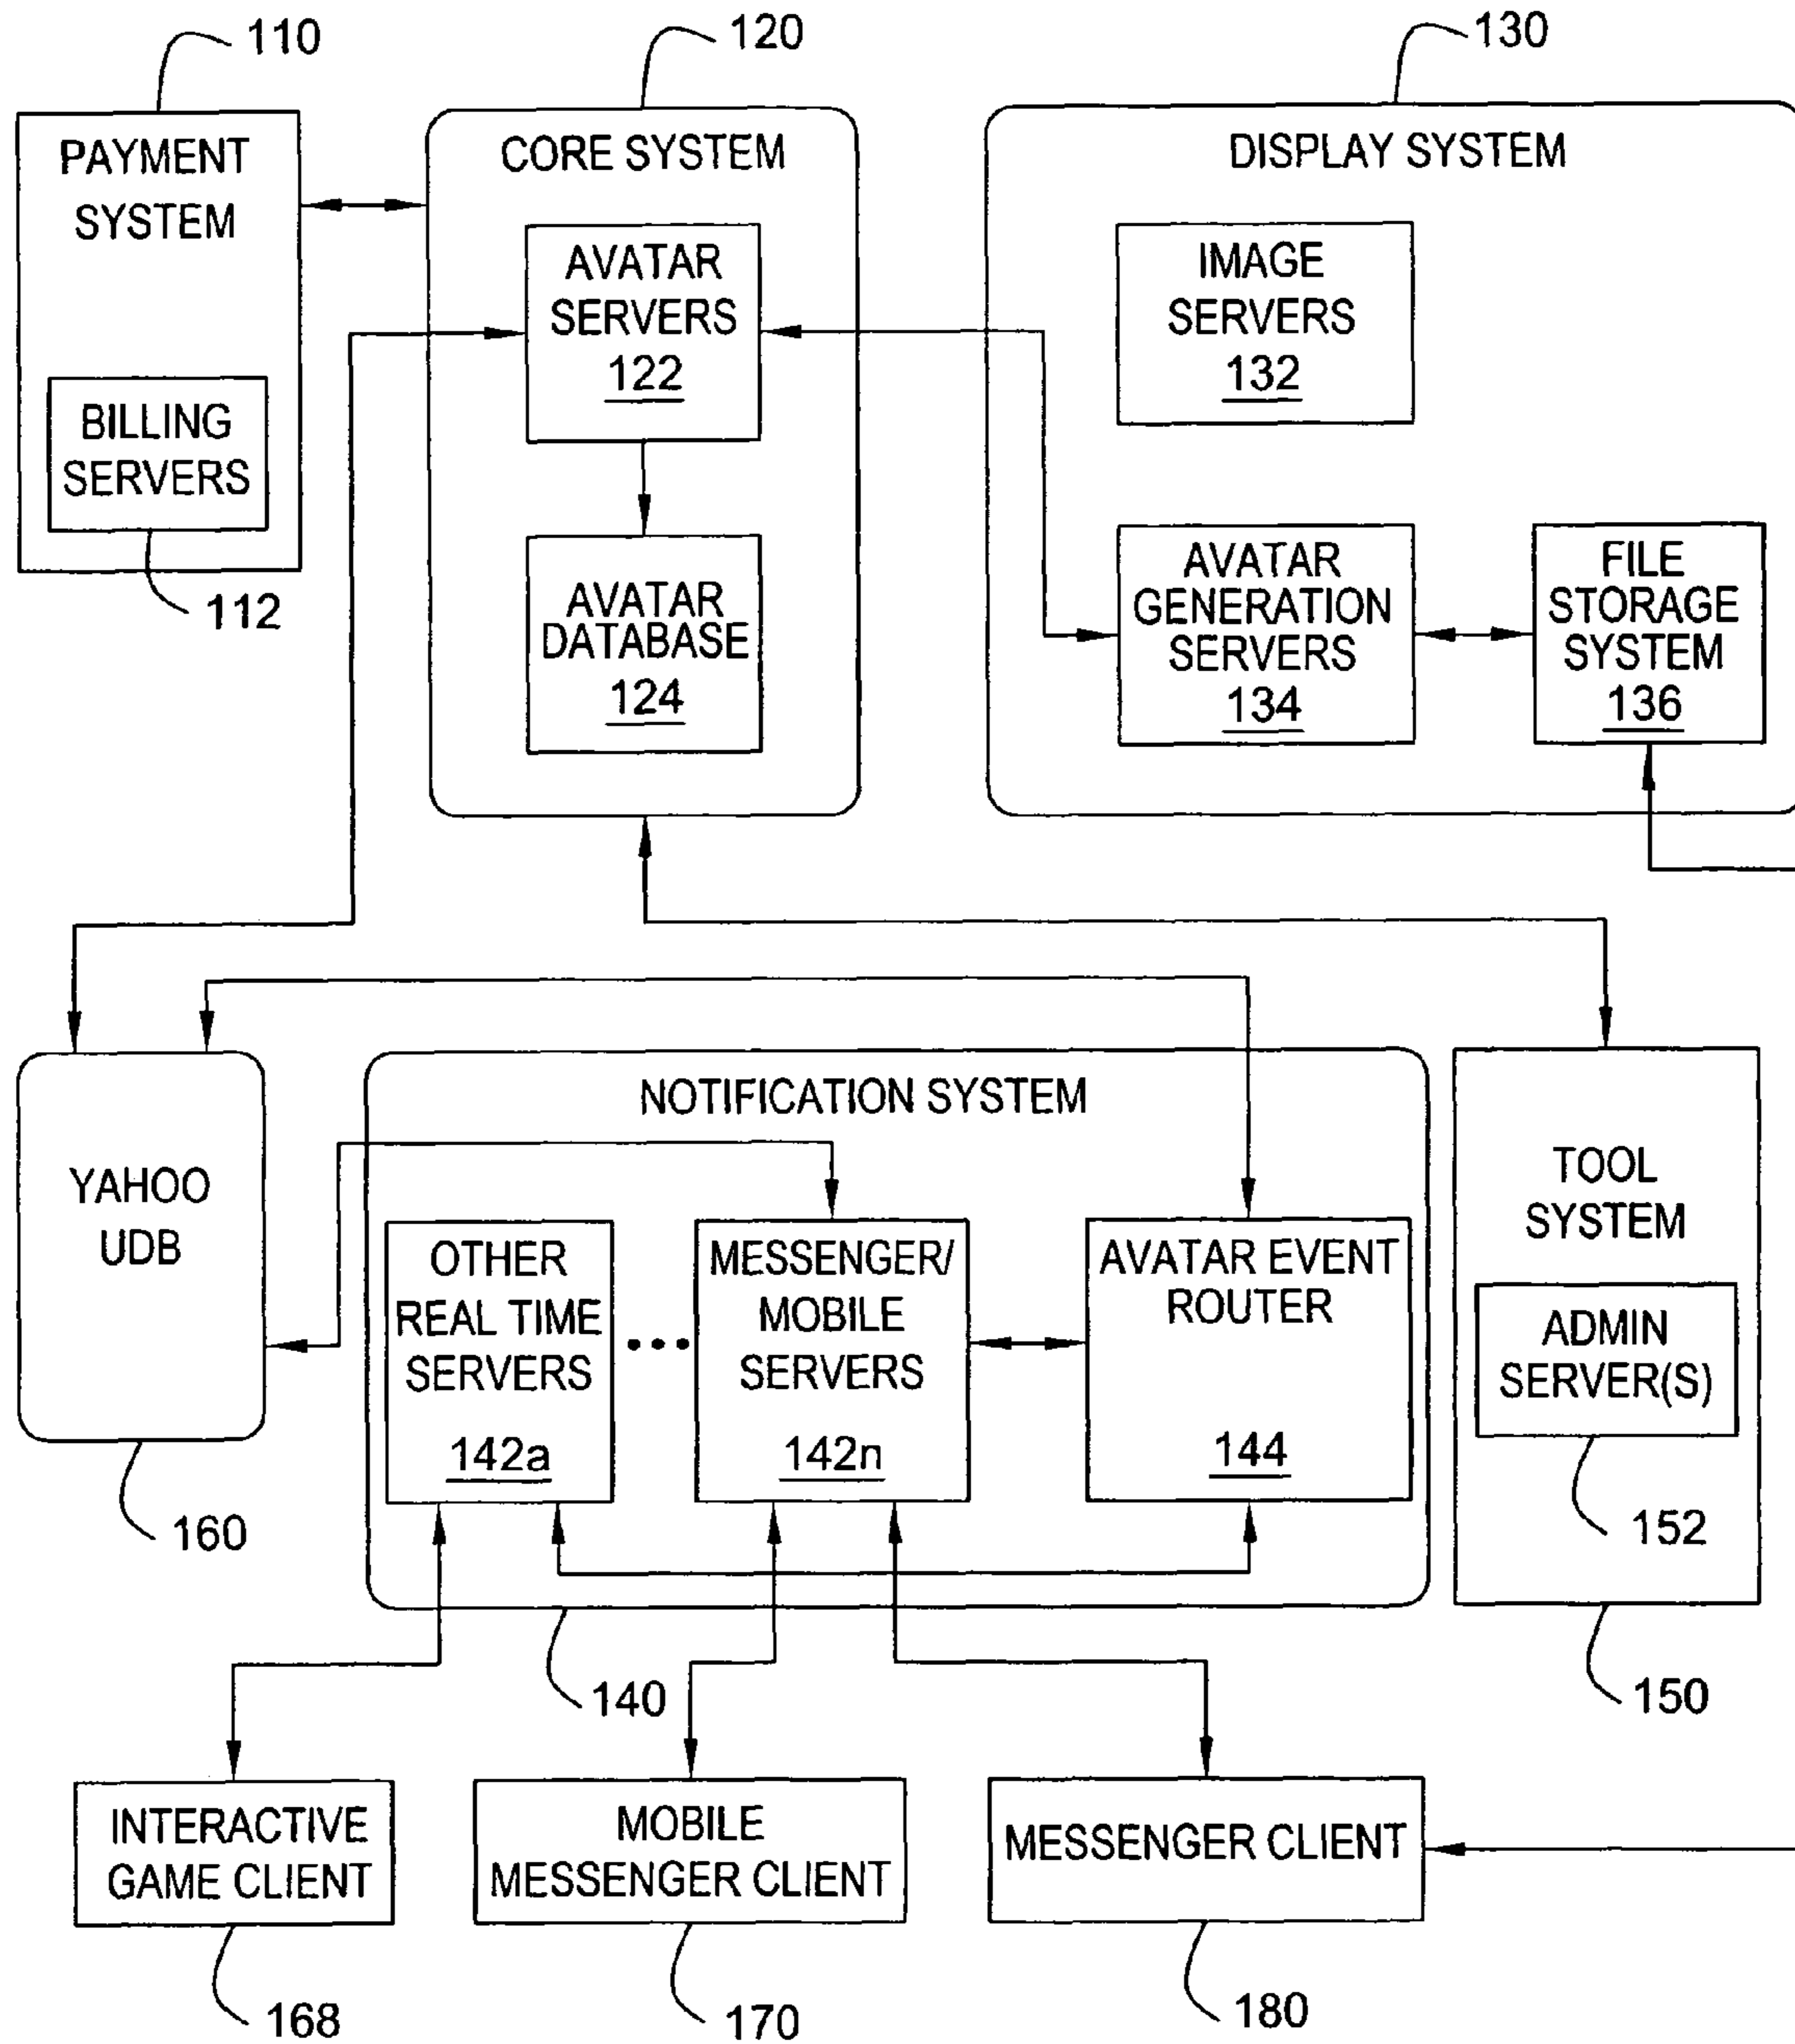 110
120
130
PAYMENT
SYSTEM
BILLING
SERVERS
112
CORE SYSTEM
AVATAR
SERVERS
122
AVATAR
DATABASE
124
DISPLAY SYSTEM
IMAGE
SERVERS
132
AVATAR
GENERATION
SERVERS
134
FILE
STORAGE
SYSTEM
136
YAHOO
UDB
160
NOTIFICATION SYSTEM
OTHER
REAL TIME
SERVERS
142a
MESSENGER/
MOBILE
SERVERS
142n
AVATAR EVENT
ROUTER
144
140
TOOL
SYSTEM
ADMIN
SERVER(S)
152
150
INTERACTIVE
GAME CLIENT
168
MOBILE
MESSENGER CLIENT
170
MESSENGER CLIENT
180